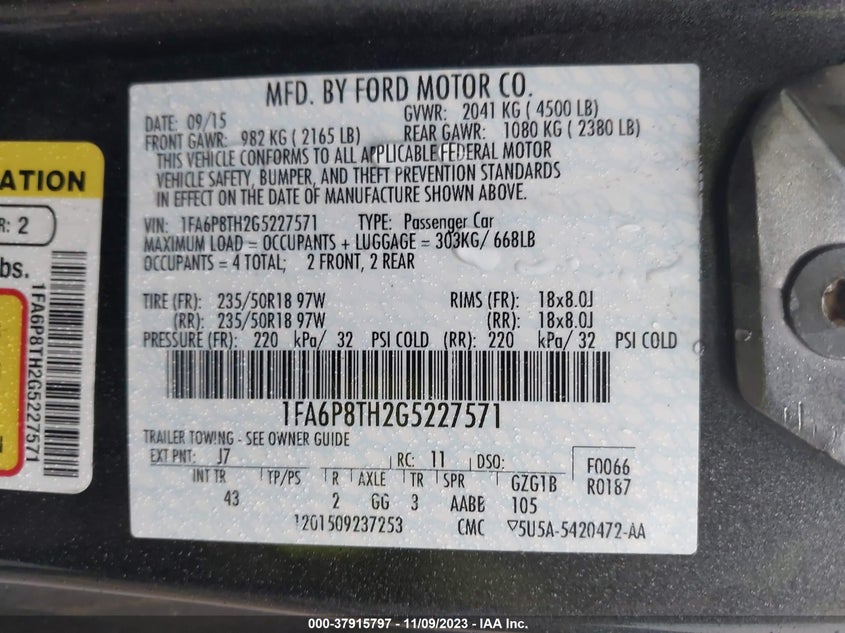 MFD. BY FORD MOTOR CO.
DATE: 09/15 GVWR: 2041 KG ( 4500 LB)
FRONT GAWR: 982 KG ( 2165 LB) REAR GAWR: 1080 KG ( 2380 LB)
THIS VEHICLE CONFORMS TO ALL APPLICABLE FEDERAL MOTOR
VEHICLE SAFETY, BUMPER, AND THEFT PREVENTION STANDARDS
IN EFFECT ON THE DATE OF MANUFACTURE SHOWN ABOVE.
VIN: 1FA6P8TH2G5227571 TYPE: Passenger Car
MAXIMUM LOAD = OCCUPANTS + LUGGAGE = 303KG/ 668LB
OCCUPANTS = 4 TOTAL; 2 FRONT, 2 REAR
TIRE (FR): 235/50R18 97W RIMS (FR): 18x8.0J
(RR): 235/50R18 97W (RR): 18x8.0J
PRESSURE (FR): 220 kPa/ 32 PSI COLD (RR): 220 kPa/ 32 PSI COLD
1FA6P8TH2G5227571
TRAILER TOWING - SEE OWNER GUIDE
EXT PNT: J7 RC: 11 DSO:
INT TR TP/PS R AXLE TR SPR GZG1B
43 2 GG 3 AABB 105
F0066
R0187
1201509237253 CMC 5U5A-5420472-AA
ATION
R: 2
bs.
1FA6P8TH2G5227571
000-37915797 - 11/09/2023 - IAA Inc.